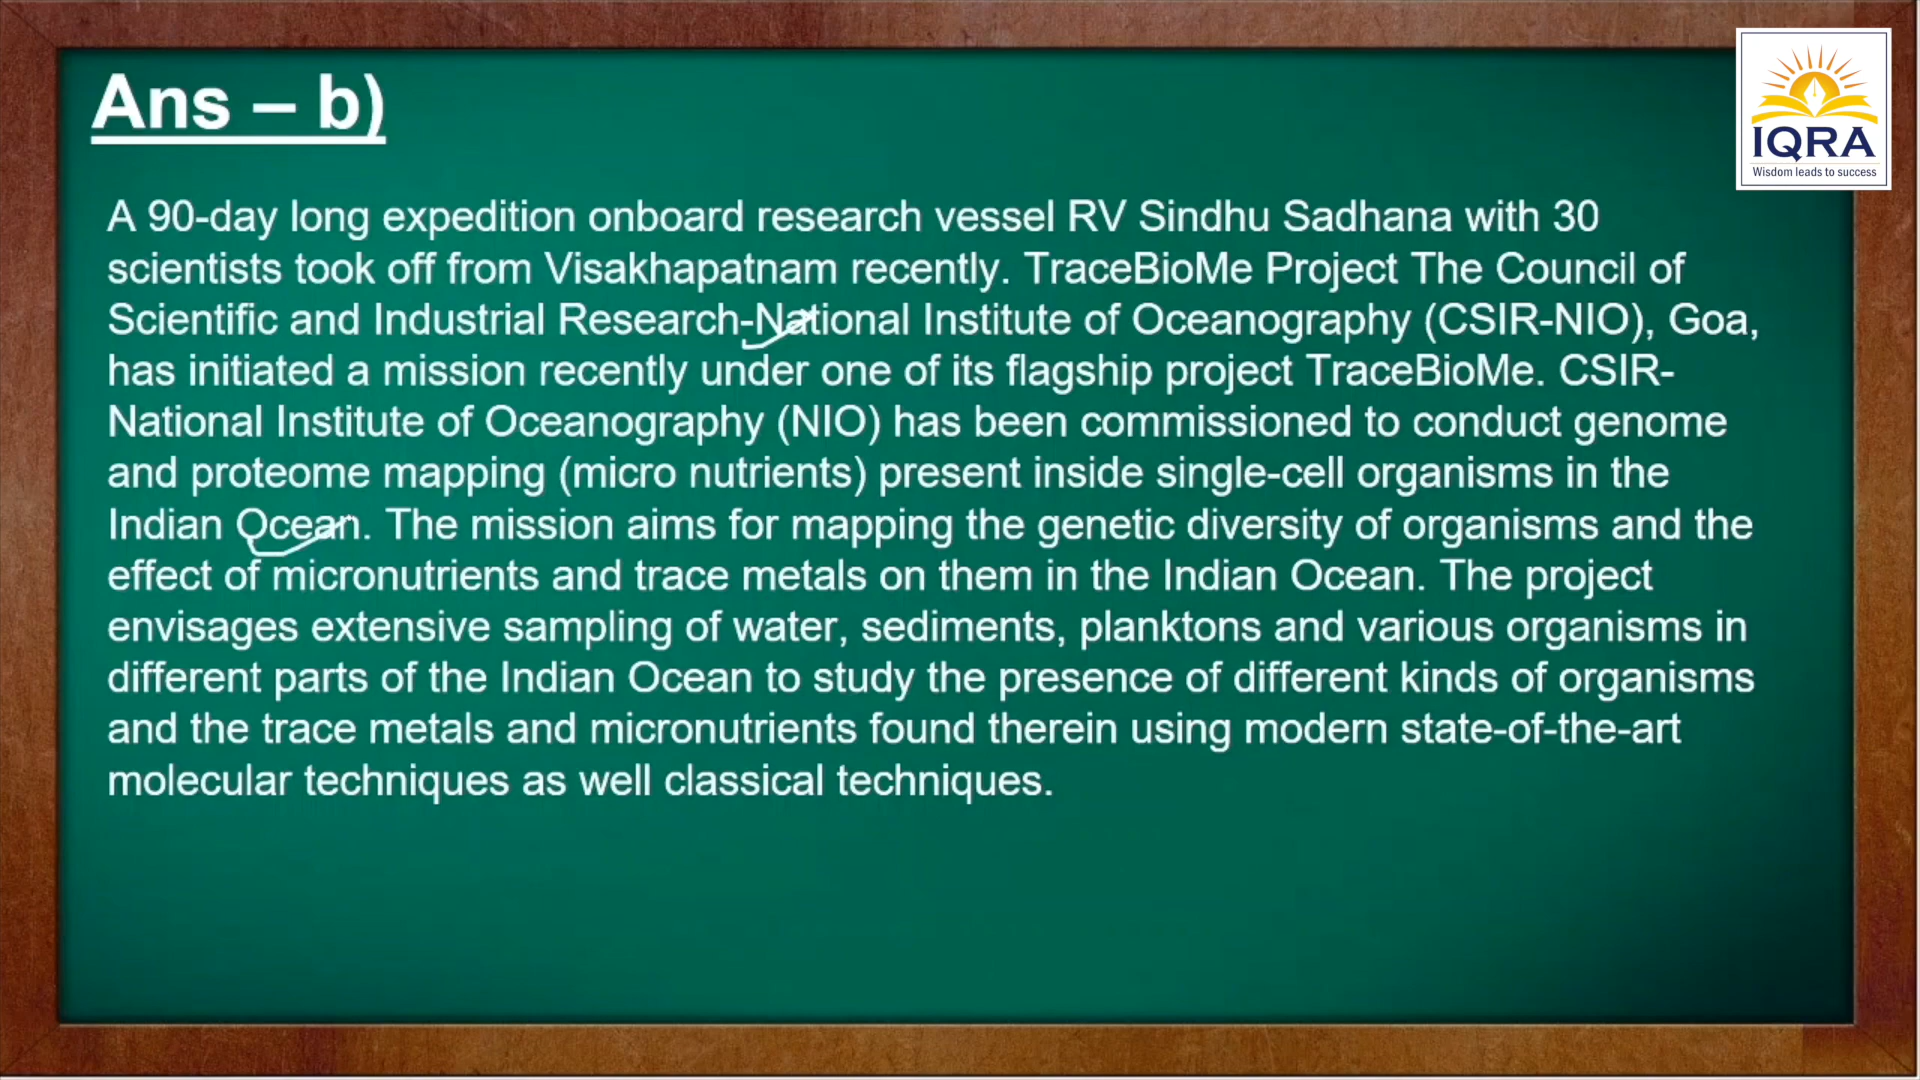 Ans – b)
IQRA
Wisdom leads to success
A 90-day long expedition onboard research vessel RV Sindhu Sadhana with 30
scientists took off from Visakhapatnam recently. TraceBioMe Project The Council of
Scientific and Industrial Research-National Institute of Oceanography (CSIR-NIO), Goa,
has initiated a mission recently under one of its flagship project TraceBioMe. CSIR-
National Institute of Oceanography (NIO) has been commissioned to conduct genome
and proteome mapping (micro nutrients) present inside single-cell organisms in the
Indian Ocean. The mission aims for mapping the genetic diversity of organisms and the
effect of micronutrients and trace metals on them in the Indian Ocean. The project
envisages extensive sampling of water, sediments, planktons and various organisms in
different parts of the Indian Ocean to study the presence of different kinds of organisms
and the trace metals and micronutrients found therein using modern state-of-the-art
molecular techniques as well classical techniques.